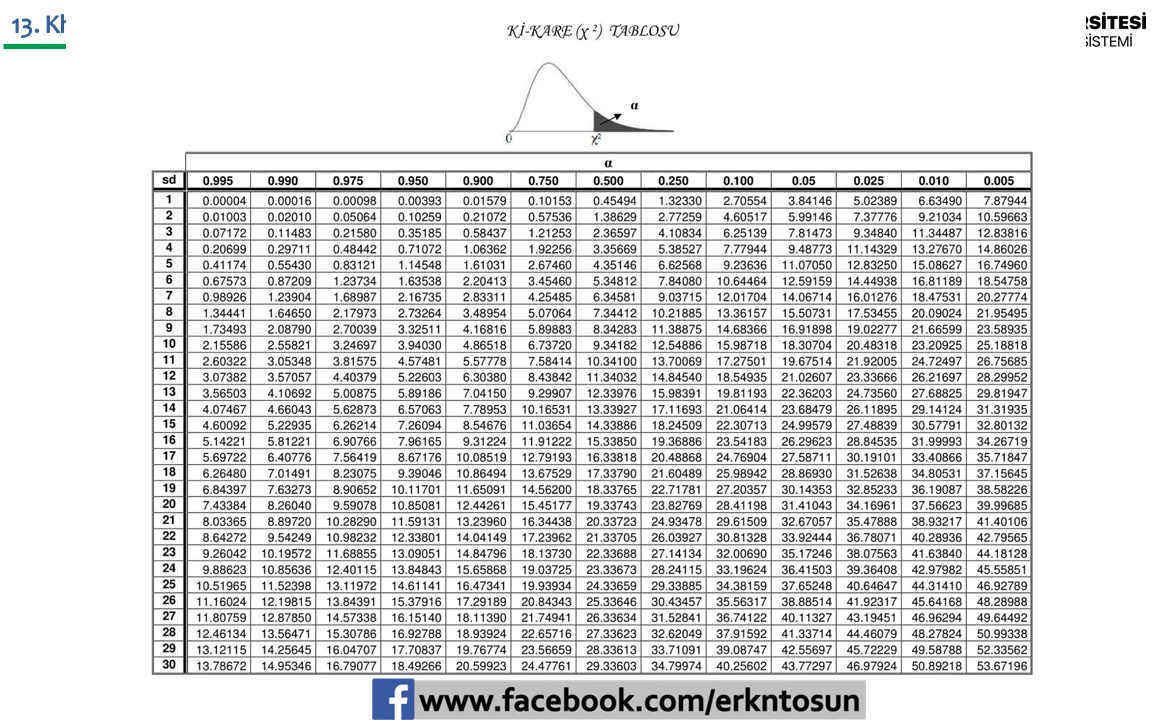 13. Kh
Kİ-KARE (χ²) TABLOSU
SİTESİ
SİSTEMİ
α
0
χ²
α
sd 0.995 0.990 0.975 0.950 0.900 0.750 0.500 0.250 0.100 0.05 0.025 0.010 0.005
1 0.00004 0.00016 0.00098 0.00393 0.01579 0.10153 0.45494 1.32330 2.70554 3.84146 5.02389 6.63490 7.87944
2 0.01003 0.02010 0.05064 0.10259 0.21072 0.57536 1.38629 2.77259 4.60517 5.99146 7.37776 9.21034 10.59663
3 0.07172 0.11483 0.21580 0.35185 0.58437 1.21253 2.36597 4.10834 6.25139 7.81473 9.34840 11.34487 12.83816
4 0.20699 0.29711 0.48442 0.71072 1.06362 1.92256 3.35669 5.38527 7.77944 9.48773 11.14329 13.27670 14.86026
5 0.41174 0.55430 0.83121 1.14548 1.61031 2.67460 4.35146 6.62568 9.23636 11.07050 12.83250 15.08627 16.74960
6 0.67573 0.87209 1.23734 1.63538 2.20413 3.45460 5.34812 7.84080 10.64464 12.59159 14.44938 16.81189 18.54758
7 0.98926 1.23904 1.68987 2.16735 2.83311 4.25485 6.34581 9.03715 12.01704 14.06714 16.01276 18.47531 20.27774
8 1.34441 1.64650 2.17973 2.73264 3.48954 5.07064 7.34412 10.21885 13.36157 15.50731 17.53455 20.09024 21.95495
9 1.73493 2.08790 2.70039 3.32511 4.16816 5.89883 8.34283 11.38875 14.68366 16.91898 19.02277 21.66599 23.58935
10 2.15586 2.55821 3.24697 3.94030 4.86518 6.73720 9.34182 12.54886 15.98718 18.30704 20.48318 23.20925 25.18818
11 2.60322 3.05348 3.81575 4.57481 5.57778 7.58414 10.34100 13.70069 17.27501 19.67514 21.92005 24.72497 26.75685
12 3.07382 3.57057 4.40379 5.22603 6.30380 8.43842 11.34032 14.84540 18.54935 21.02607 23.33666 26.21697 28.29952
13 3.56503 4.10692 5.00875 5.89186 7.04150 9.29907 12.33976 15.98391 19.81193 22.36203 24.73560 27.68825 29.81947
14 4.07467 4.66043 5.62873 6.57063 7.78953 10.16531 13.33927 17.11693 21.06414 23.68479 26.11895 29.14124 31.31935
15 4.60092 5.22935 6.26214 7.26094 8.54676 11.03654 14.33886 18.24509 22.30713 24.99579 27.48839 30.57791 32.80132
16 5.14221 5.81221 6.90766 7.96165 9.31224 11.91222 15.33850 19.36886 23.54183 26.29623 28.84535 31.99993 34.26719
17 5.69722 6.40776 7.56419 8.67176 10.08519 12.79193 16.33818 20.48868 24.76904 27.58711 30.19101 33.40866 35.71847
18 6.26480 7.01491 8.23075 9.39046 10.86494 13.67529 17.33790 21.60489 25.98942 28.86930 31.52638 34.80531 37.15645
19 6.84397 7.63273 8.90652 10.11701 11.65091 14.56200 18.33765 22.71781 27.20357 30.14353 32.85233 36.19087 38.58226
20 7.43384 8.26040 9.59078 10.85081 12.44261 15.45177 19.33743 23.82769 28.41198 31.41043 34.16961 37.56623 39.99685
21 8.03365 8.89720 10.28290 11.59131 13.23960 16.34438 20.33723 24.93478 29.61509 32.67057 35.47888 38.93217 41.40106
22 8.64272 9.54249 10.98232 12.33801 14.04149 17.23962 21.33705 26.03927 30.81328 33.92444 36.78071 40.28936 42.79565
23 9.26042 10.19572 11.68855 13.09051 14.84796 18.13730 22.33688 27.14134 32.00690 35.17246 38.07563 41.63840 44.18128
24 9.88623 10.85636 12.40115 13.84843 15.65868 19.03725 23.33673 28.24115 33.19624 36.41503 39.36408 42.97982 45.55851
25 10.51965 11.52398 13.11972 14.61141 16.47341 19.93934 24.33659 29.33885 34.38159 37.65248 40.64647 44.31410 46.92789
26 11.16024 12.19815 13.84391 15.37916 17.29189 20.84343 25.33646 30.43457 35.56317 38.88514 41.92317 45.64168 48.28988
27 11.80759 12.87850 14.57338 16.15140 18.11390 21.74941 26.33634 31.52841 36.74122 40.11327 43.19451 46.96294 49.64492
28 12.46134 13.56471 15.30786 16.92788 18.93924 22.65716 27.33623 32.62049 37.91592 41.33714 44.46079 48.27824 50.99338
29 13.12115 14.25645 16.04707 17.70837 19.76774 23.56659 28.33613 33.71091 39.08747 42.55697 45.72229 49.58788 52.33562
30 13.78672 14.95346 16.79077 18.49266 20.59923 24.47761 29.33603 34.79974 40.25602 43.77297 46.97924 50.89218 53.67196
www.facebook.com/erkntosun